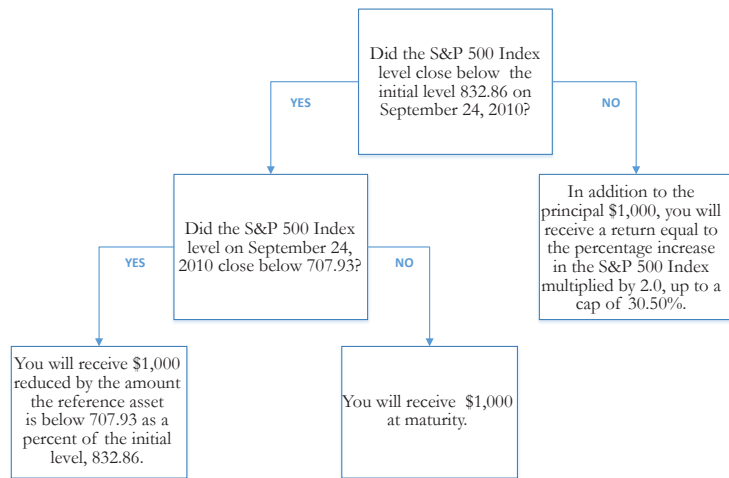 Did the S&P 500 Index
level close below the
initial level 832.86 on
September 24, 2010?
YES
NO
Did the S&P 500 Index
level on September 24,
2010 close below 707.93?
In addition to the
principal $1,000, you will
receive a return equal to
the percentage increase
in the S&P 500 Index
multiplied by 2.0, up to a
cap of 30.50%.
YES
NO
You will receive $1,000
reduced by the amount
the reference asset
is below 707.93 as a
percent of the initial
level, 832.86.
You will receive $1,000
at maturity.